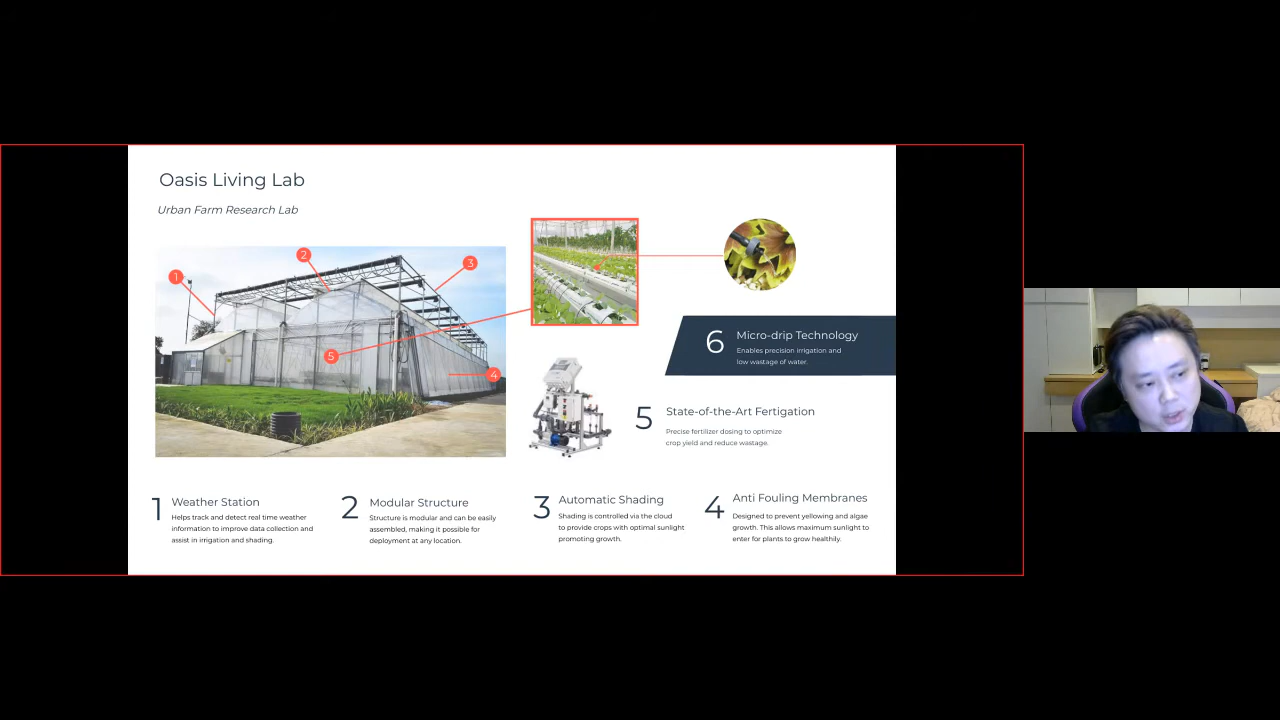 Oasis Living Lab
Urban Farm Research Lab
1
2
3
5
4
6
Micro-drip Technology
Enables precision irrigation and
low wastage of water.
5
State-of-the-Art Fertigation
Precise fertilizer dosing to optimize
crop yield and reduce wastage.
1
Weather Station
Helps track and detect real time weather
information to improve data collection and
assist in irrigation and shading.
2
Modular Structure
Structure is modular and can be easily
assembled, making it possible for
deployment at any location.
3
Automatic Shading
Shading is controlled via the cloud
to provide crops with optimal sunlight
promoting growth.
4
Anti Fouling Membranes
Designed to prevent yellowing and algae
growth. This allows maximum sunlight to
enter for plants to grow healthily.